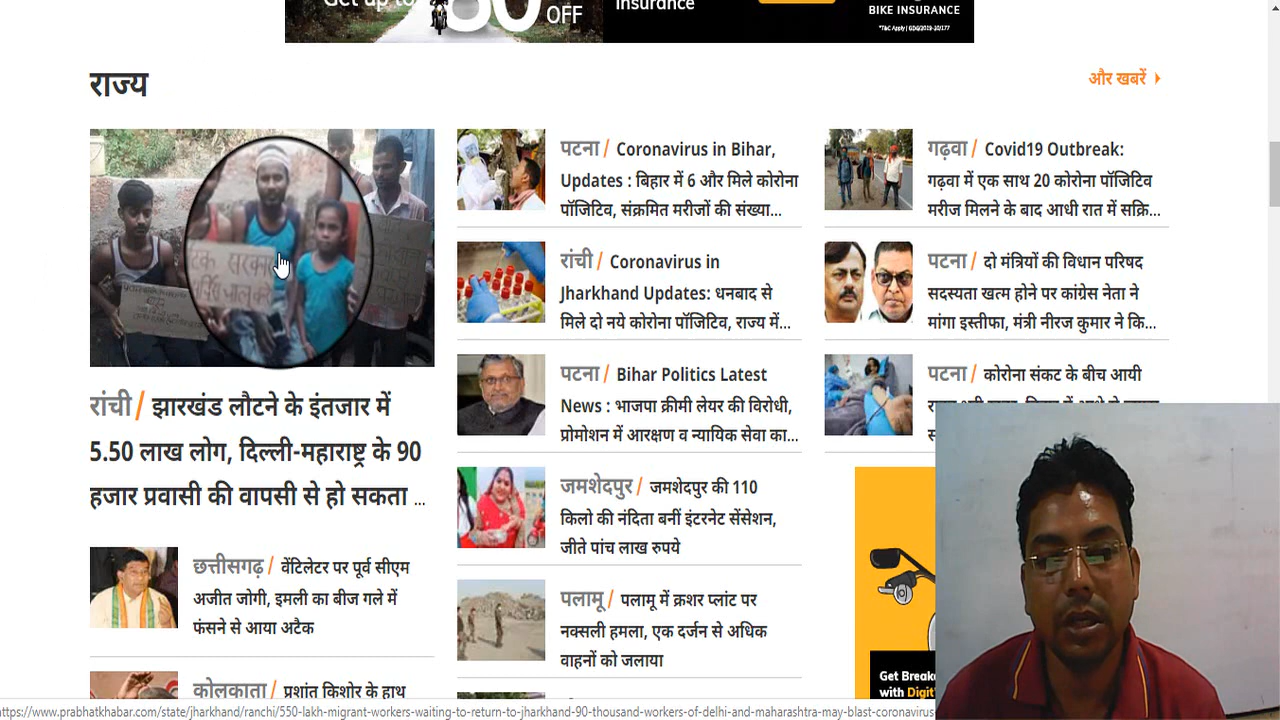 Get up to 80
OFF
insurance
BIKE INSURANCE
राज्य
और खबरें
रांची / झारखंड लौटने के इंतजार में
5.50 लाख लोग, दिल्ली-महाराष्ट्र के 90
हजार प्रवासी की वापसी से हो सकता ...
छत्तीसगढ़ / वेंटिलेटर पर पूर्व सीएम
अजीत जोगी, इमली का बीज गले में
फंसने से आया अटैक
कोलकाता / प्रशांत किशोर के हाथ
पटना / Coronavirus in Bihar,
Updates : बिहार में 6 और मिले कोरोना
पॉजिटिव, संक्रमित मरीजों की संख्या...
रांची / Coronavirus in
Jharkhand Updates: धनबाद से
मिले दो नये कोरोना पॉजिटिव, राज्य में...
पटना / Bihar Politics Latest
News : भाजपा क्रीमी लेयर की विरोधी,
प्रोमोशन में आरक्षण व न्यायिक सेवा का...
जमशेदपुर / जमशेदपुर की 110
किलो की नंदिता बनीं इंटरनेट सेंसेशन,
जीते पांच लाख रुपये
पलामू / पलामू में क्रशर प्लांट पर
नक्सली हमला, एक दर्जन से अधिक
वाहनों को जलाया
गढ़वा / Covid19 Outbreak:
गढ़वा में एक साथ 20 कोरोना पॉजिटिव
मरीज मिलने के बाद आधी रात में सक्रि...
पटना / दो मंत्रियों की विधान परिषद
सदस्यता खत्म होने पर कांग्रेस नेता ने
मांगा इस्तीफा, मंत्री नीरज कुमार ने कि...
पटना / कोरोना संकट के बीच आयी
Get Break
with Digit
https://www.prabhatkhabar.com/state/jharkhand/ranchi/550-lakh-migrant-workers-waiting-to-return-to-jharkhand-90-thousand-workers-of-delhi-and-maharashtra-may-blast-coronavirus-